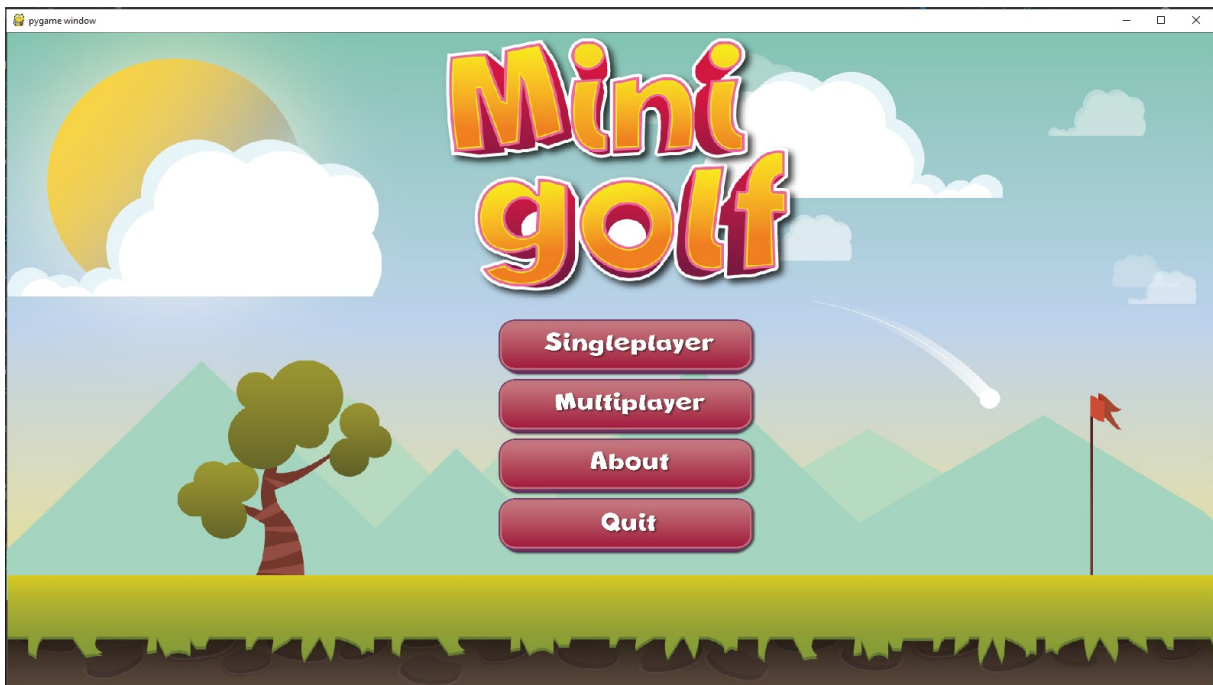 pygame window
Mini
golf
Singleplayer
Multiplayer
About
Quit